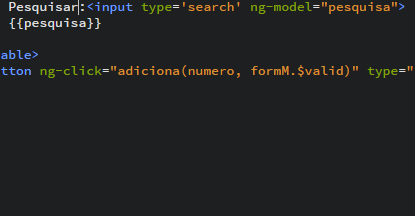 Pesquisar:<input type='search' ng-model="pesquisa">
{{pesquisa}}
able>
tton ng-click="adiciona(numero, formM.$valid)" type="